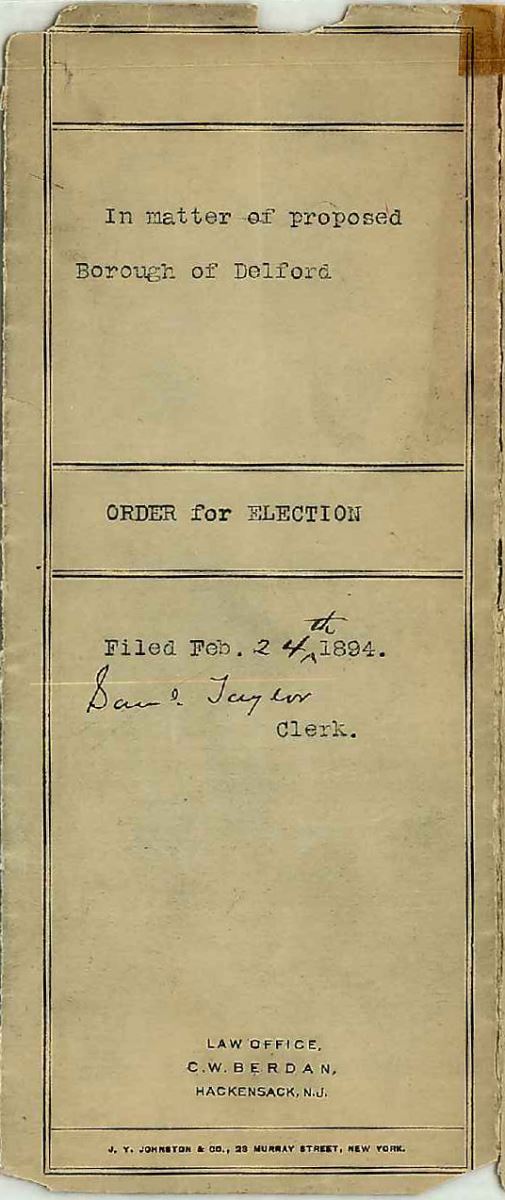 In matter of proposed
Borough of Delford
ORDER for ELECTION
Filed Feb. 24th 1894.
Saml. Taylor
Clerk.
LAW OFFICE,
C. W. BERDAN,
HACKENSACK, N.J.
J. Y. JOHNSTON & CO., 28 MURRAY STREET, NEW YORK.